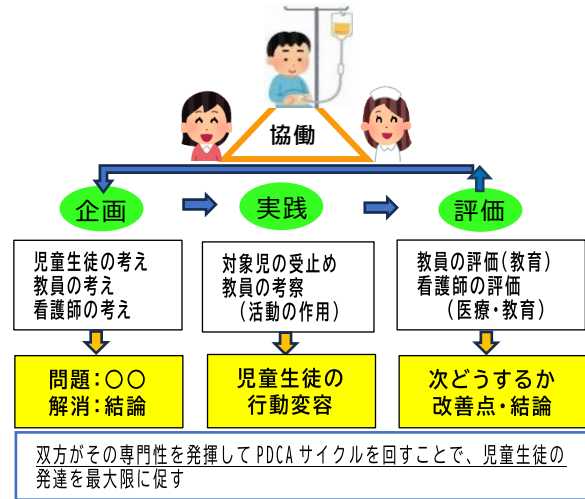 協働
企画
実践
評価
児童生徒の考え
教員の考え
看護師の考え
対象児の受止め
教員の考察
（活動の作用）
教員の評価（教育）
看護師の評価
（医療・教育）
問題：〇〇
解消：結論
児童生徒の
行動変容
次どうするか
改善点・結論
双方がその専門性を発揮してPDCAサイクルを回すことで、児童生徒の
発達を最大限に促す